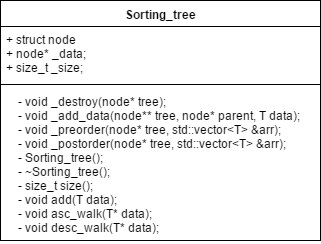 Sorting_tree
+ struct node
+ node* _data;
+ size_t _size;
- void _destroy(node* tree);
- void _add_data(node** tree, node* parent, T data);
- void _preorder(node* tree, std::vector<T> &arr);
- void _postorder(node* tree, std::vector<T> &arr);
- Sorting_tree();
- ~Sorting_tree();
- size_t size();
- void add(T data);
- void asc_walk(T* data);
- void desc_walk(T* data);